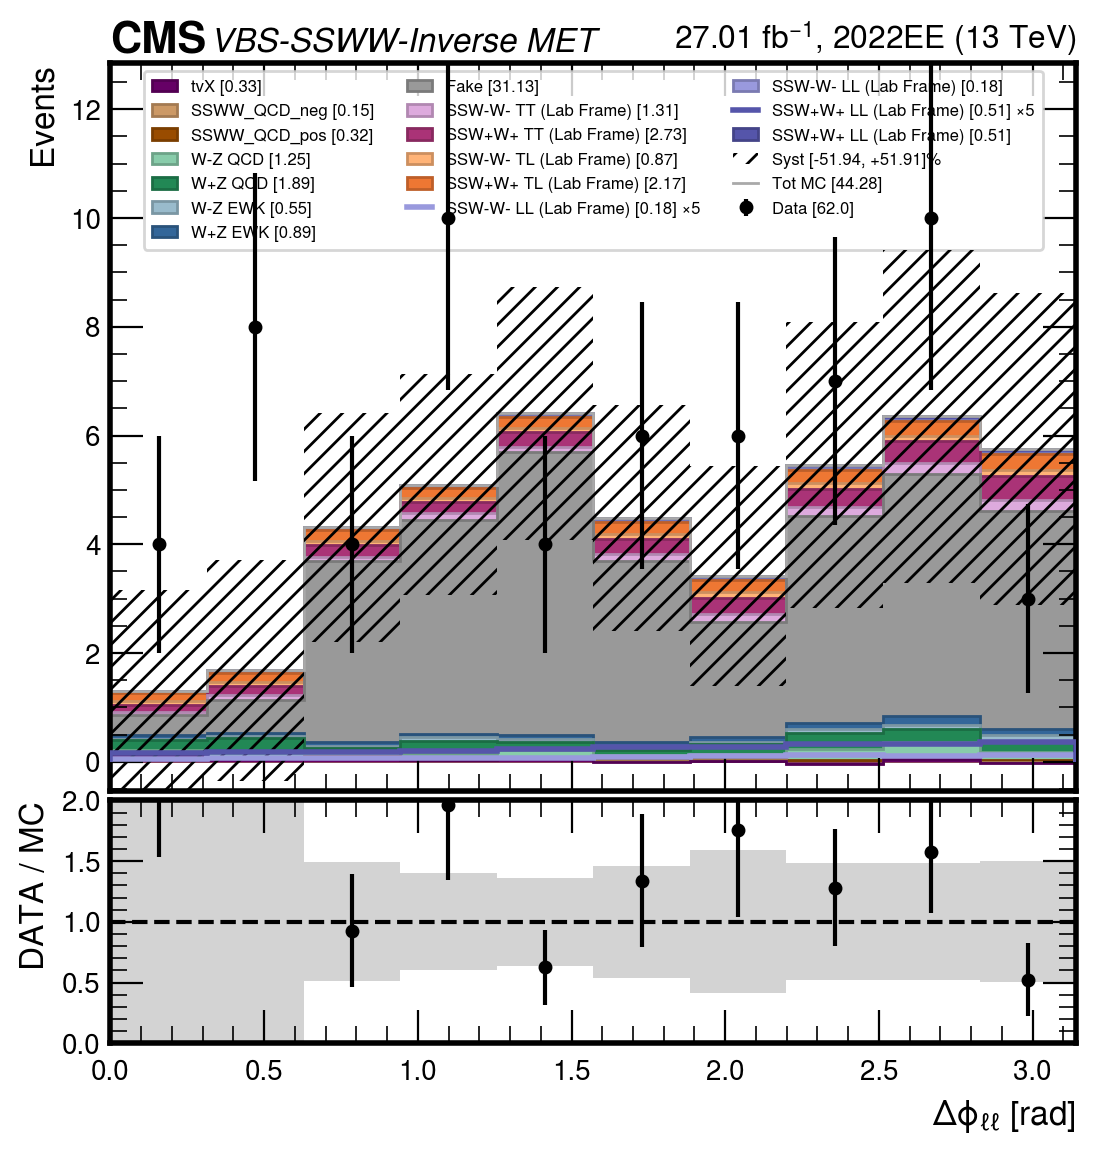 CMS VBS-SSWW-Inverse MET 27.01 fb⁻¹, 2022EE (13 TeV)
Events
tvX [0.33]
SSWW_QCD_neg [0.15]
SSWW_QCD_pos [0.32]
W-Z QCD [1.25]
W+Z QCD [1.89]
W-Z EWK [0.55]
W+Z EWK [0.89]
Fake [31.13]
SSW-W- TT (Lab Frame) [1.31]
SSW+W+ TT (Lab Frame) [2.73]
SSW-W- TL (Lab Frame) [0.87]
SSW+W+ TL (Lab Frame) [2.17]
SSW-W- LL (Lab Frame) [0.18] ×5
SSW-W- LL (Lab Frame) [0.18]
SSW+W+ LL (Lab Frame) [0.51] ×5
SSW+W+ LL (Lab Frame) [0.51]
Syst [-51.94, +51.91]%
Tot MC [44.28]
Data [62.0]
12
10
8
6
4
2
0
DATA / MC
2.0
1.5
1.0
0.5
0.0
0.0 0.5 1.0 1.5 2.0 2.5 3.0
Δϕℓℓ [rad]